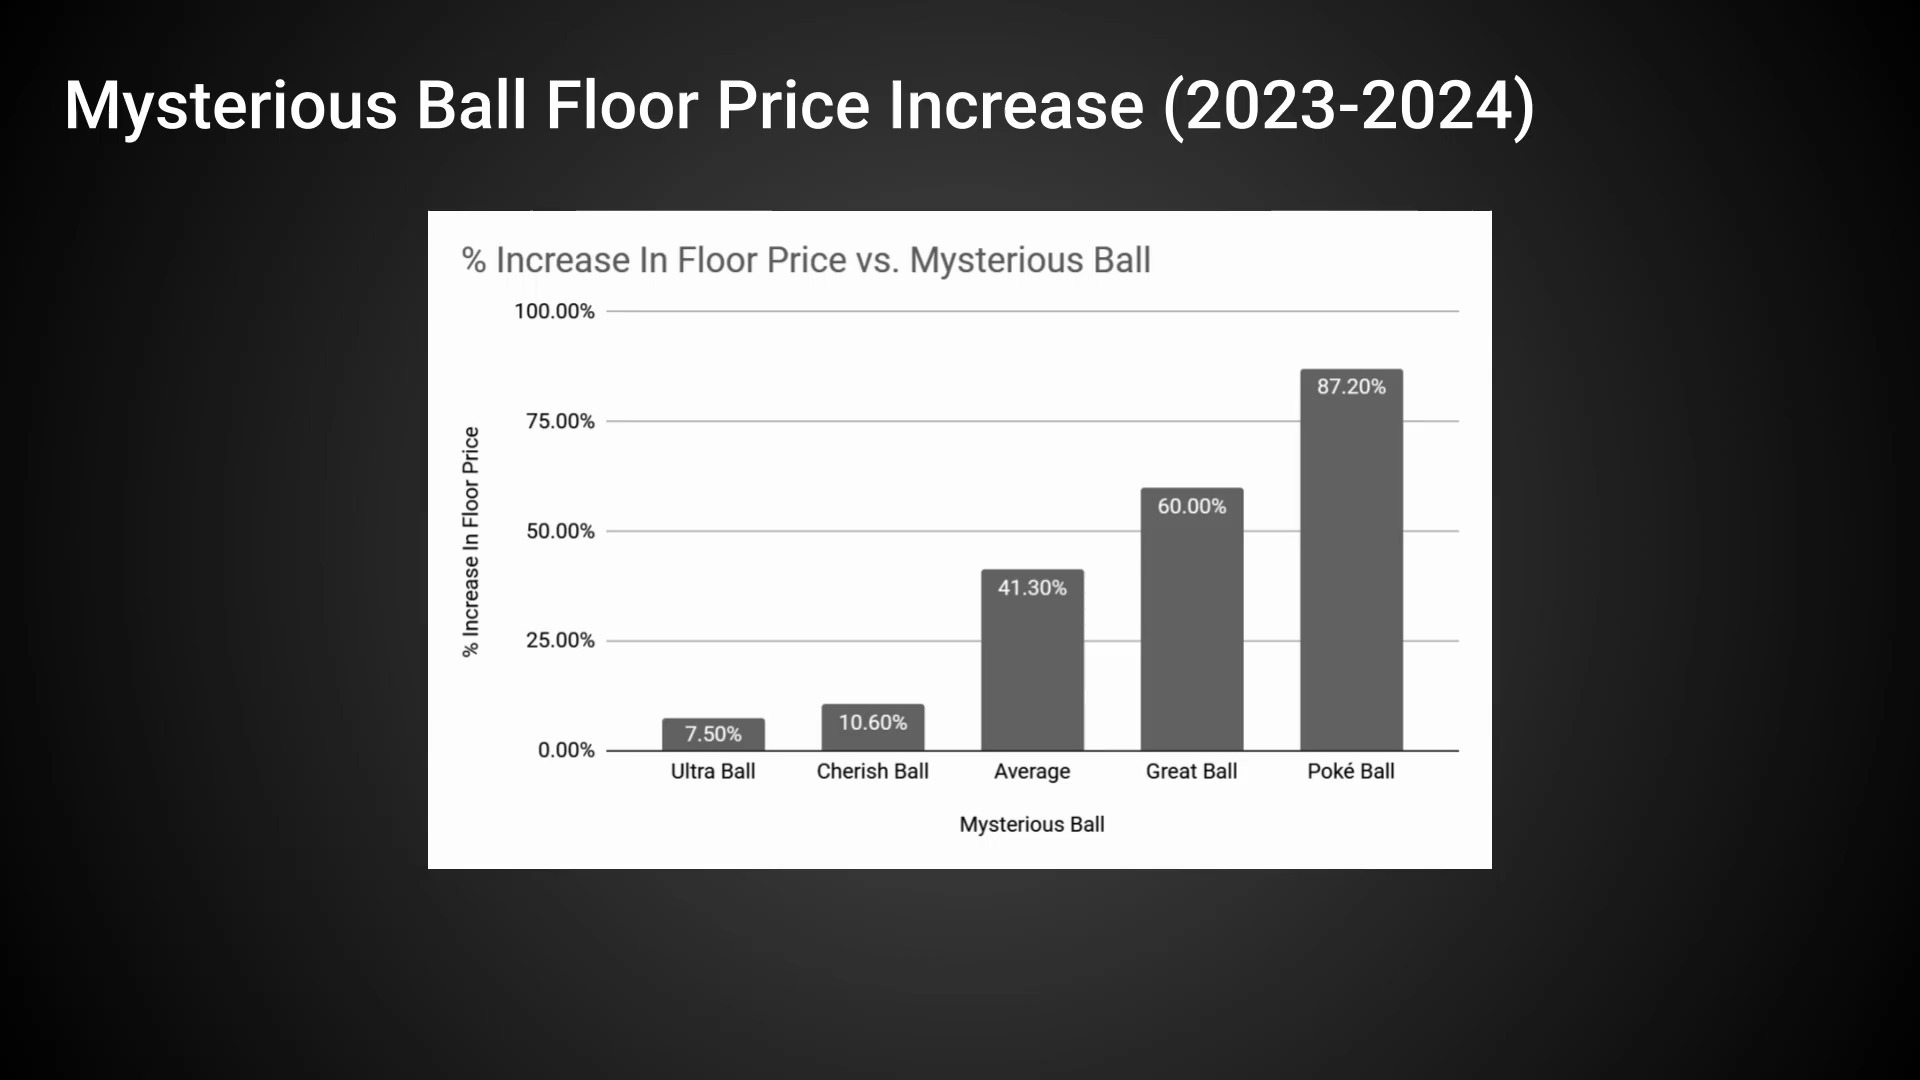 Mysterious Ball Floor Price Increase (2023-2024)
% Increase In Floor Price vs. Mysterious Ball
% Increase In Floor Price
100.00%
75.00%
50.00%
25.00%
0.00%
7.50%
10.60%
41.30%
60.00%
87.20%
Ultra Ball
Cherish Ball
Average
Great Ball
Poké Ball
Mysterious Ball